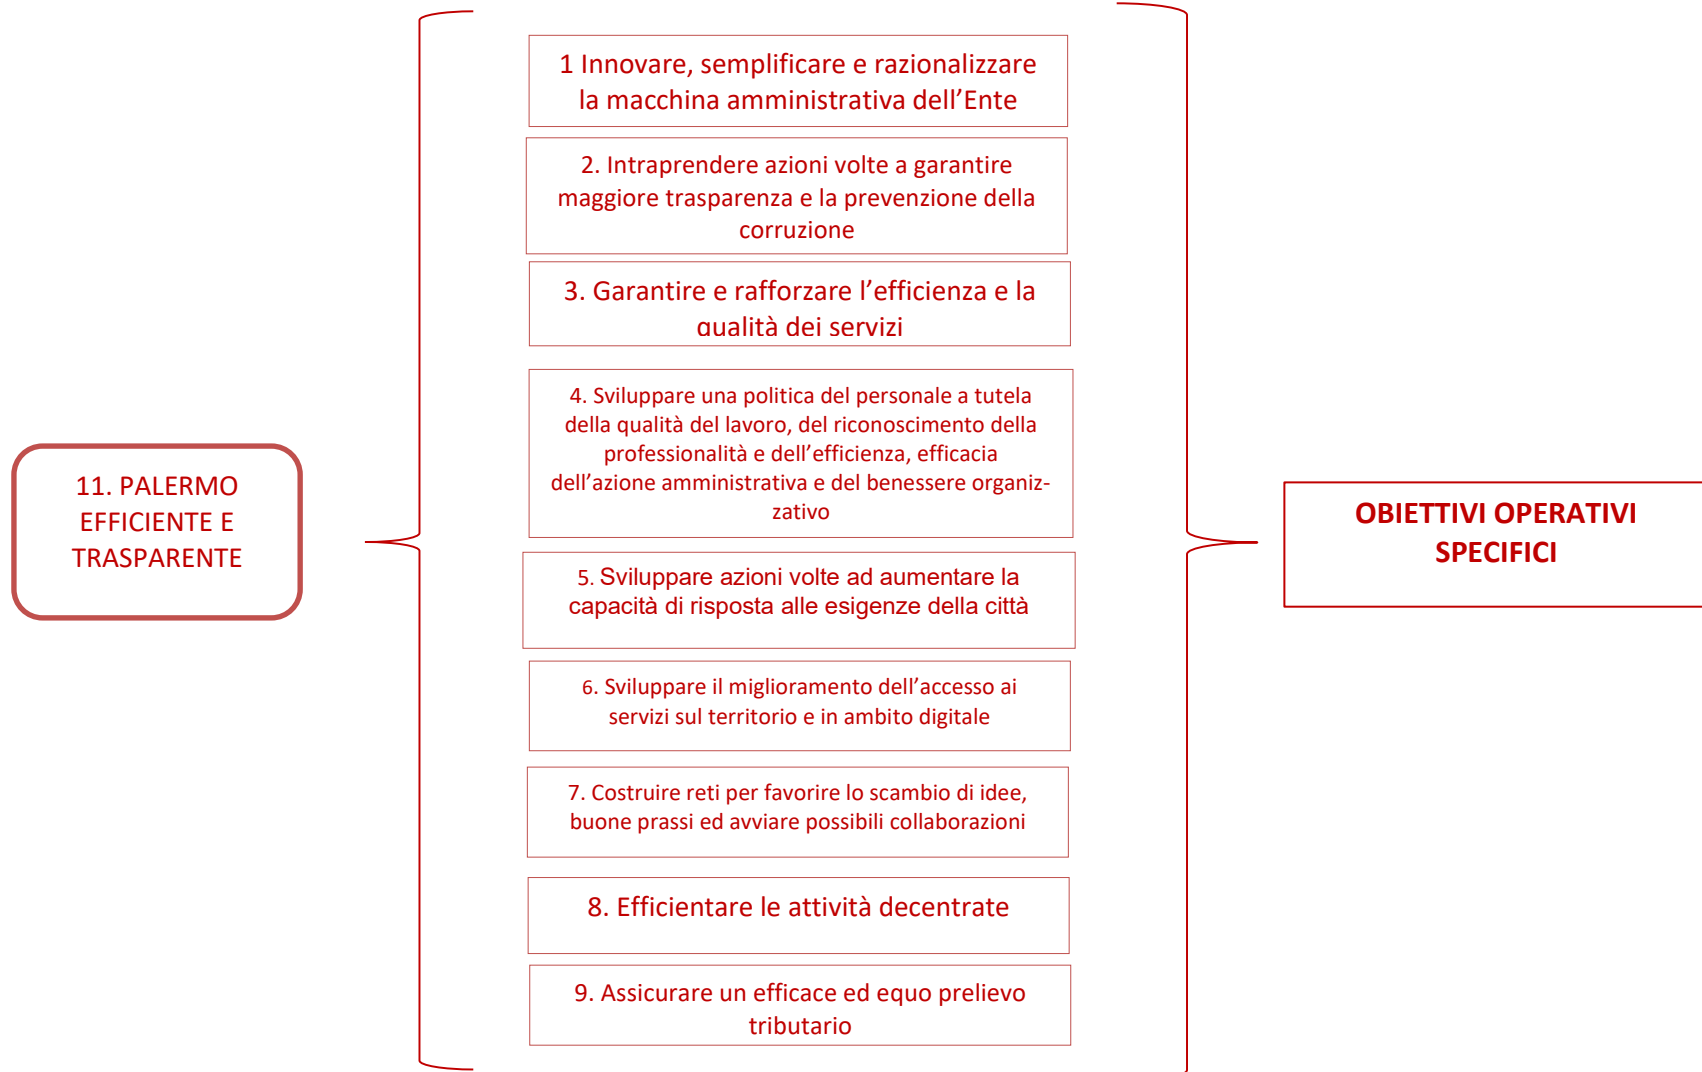 1 Innovare, semplificare e razionalizzare
la macchina amministrativa dell’Ente
2. Intraprendere azioni volte a garantire
maggiore trasparenza e la prevenzione della
corruzione
3. Garantire e rafforzare l’efficienza e la
qualità dei servizi
4. Sviluppare una politica del personale a tutela
della qualità del lavoro, del riconoscimento della
professionalità e dell’efficienza, efficacia
dell’azione amministrativa e del benessere organiz-
zativo
11. PALERMO
EFFICIENTE E
TRASPARENTE
OBIETTIVI OPERATIVI
SPECIFICI
5. Sviluppare azioni volte ad aumentare la
capacità di risposta alle esigenze della città
6. Sviluppare il miglioramento dell’accesso ai
servizi sul territorio e in ambito digitale
7. Costruire reti per favorire lo scambio di idee,
buone prassi ed avviare possibili collaborazioni
8. Efficientare le attività decentrate
9. Assicurare un efficace ed equo prelievo
tributario